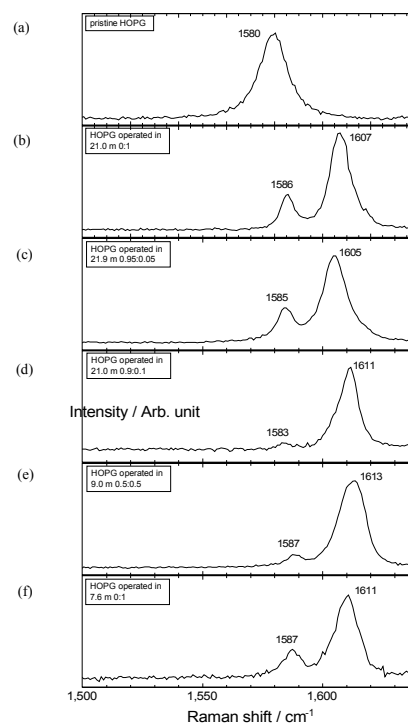 (a)
pristine HOPG
1580
(b)
HOPG operated in
21.0 m 0:1
1607
1586
(c)
HOPG operated in
21.9 m 0.95:0.05
1605
1585
(d)
HOPG operated in
21.0 m 0.9:0.1
1611
Intensity / Arb. unit
1583
(e)
HOPG operated in
9.0 m 0.5:0.5
1613
1587
(f)
HOPG operated in
7.6 m 0:1
1611
1587
1,500
1,550
1,600
Raman shift / cm-1